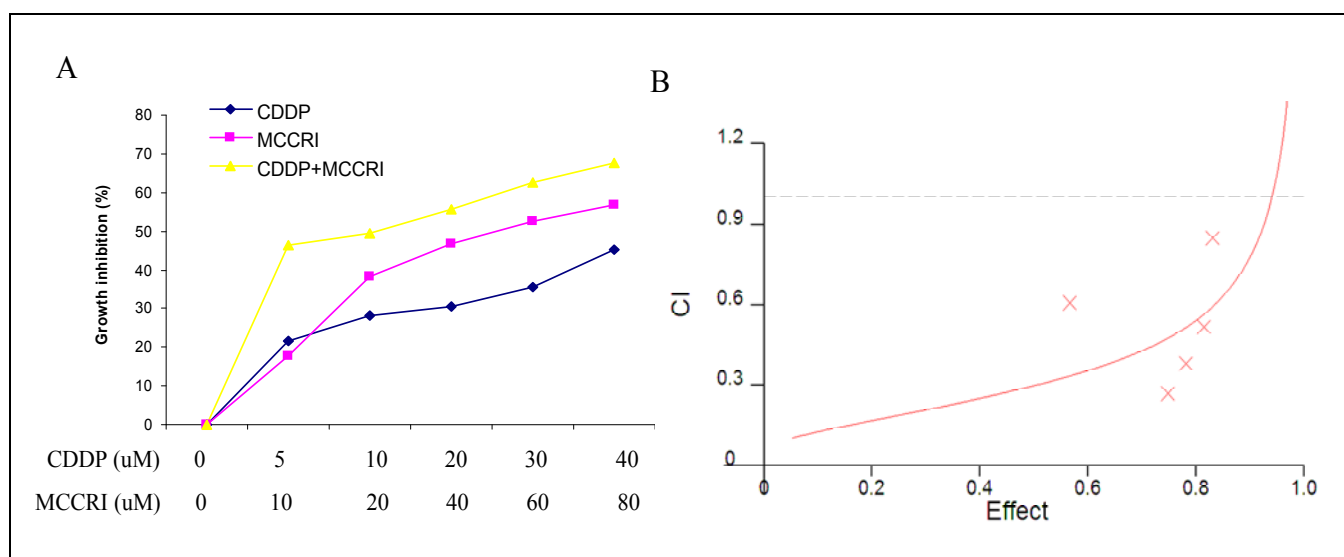 A
80
70
60
50
40
30
20
10
0
Growth inhibition (%)
CDDP
MCCRI
CDDP+MCCRI
CDDP (uM) 0 5 10 20 30 40
MCCRI (uM) 0 10 20 40 60 80
B
1.2
0.9
0.6
0.3
0
CI
0 0.2 0.4 0.6 0.8 1.0
Effect